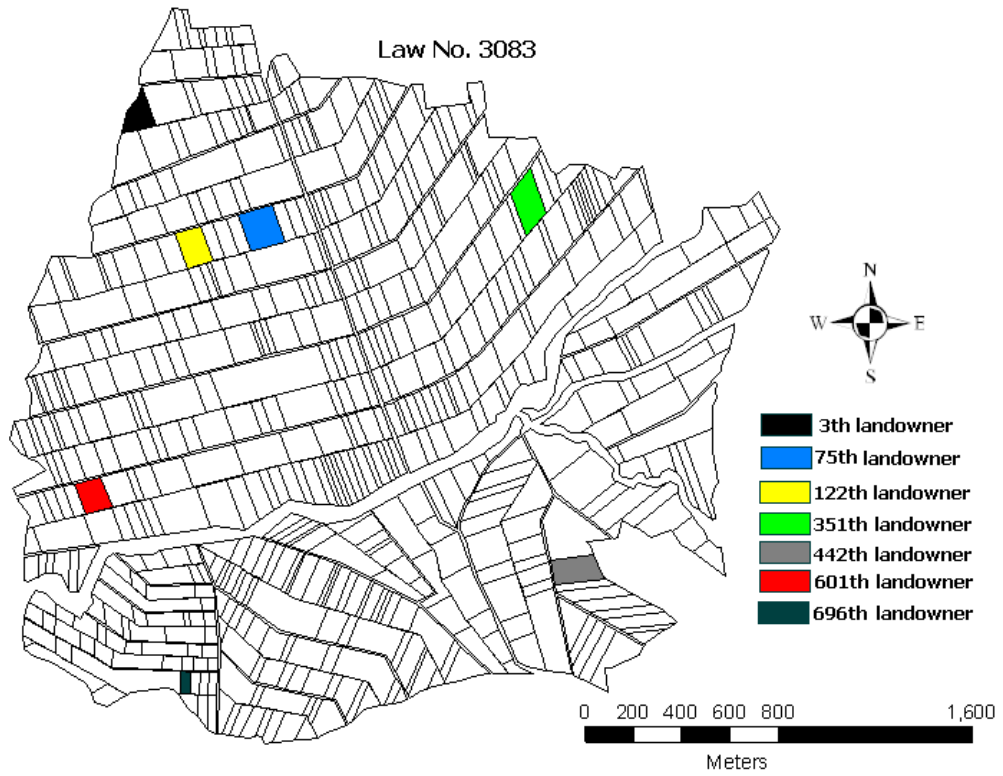 Law No. 3083
N
W E
S
3th landowner
75th landowner
122th landowner
351th landowner
442th landowner
601th landowner
696th landowner
0 200 400 600 800 1,600
Meters